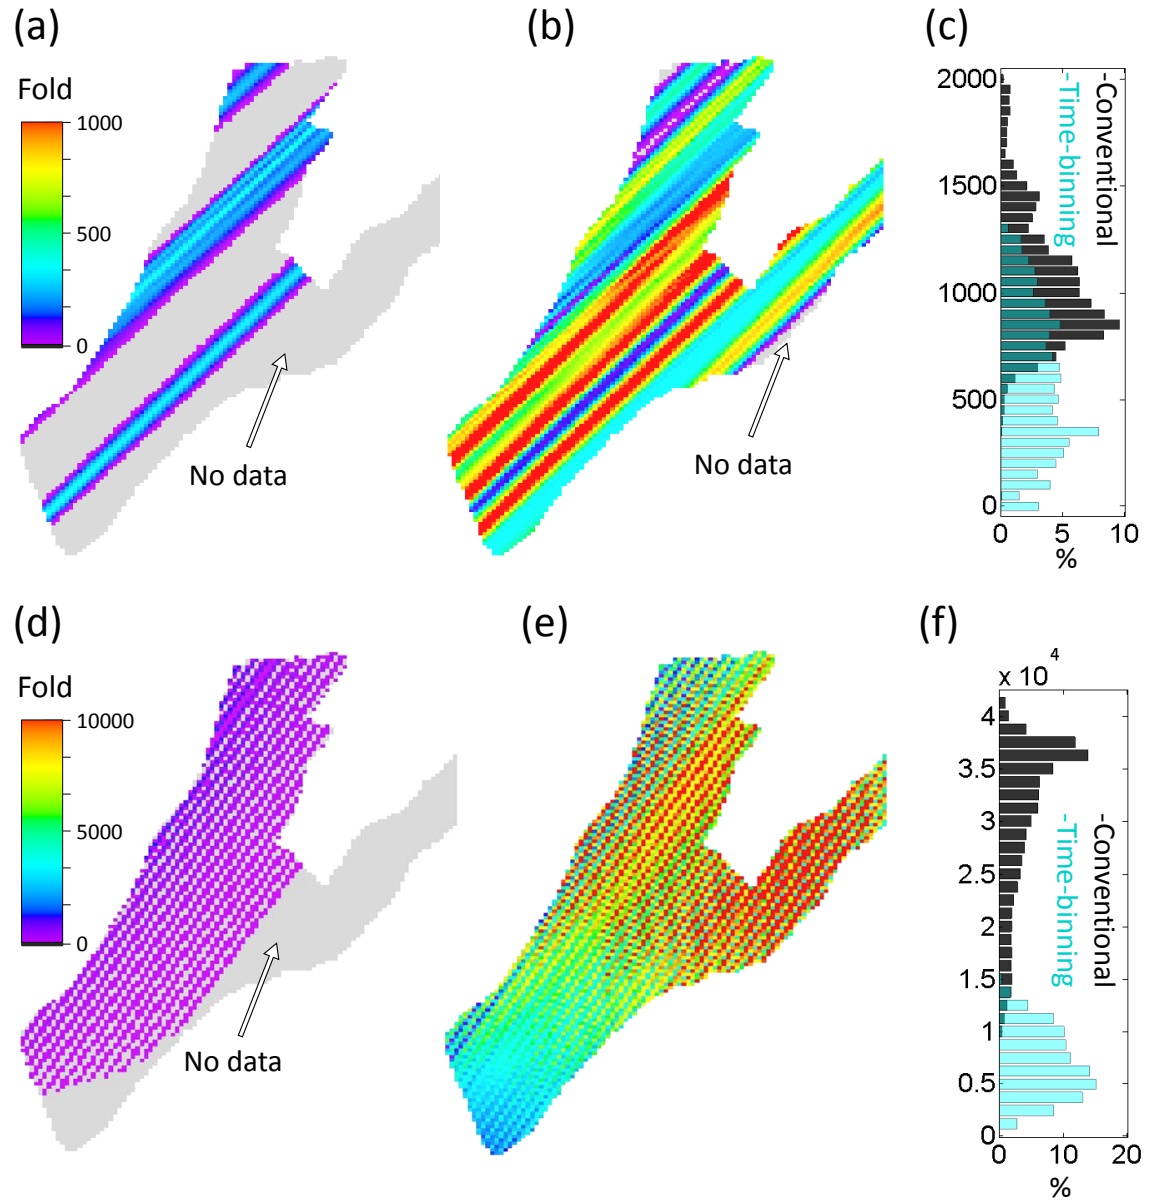 (a)
(b)
(c)
Fold
1000
500
0
No data
No data
2000
1500
1000
500
0
-Conventional
-Time-binning
0 5 10
%
(d)
(e)
(f)
Fold
10000
5000
0
No data
x 10 4
4
3.5
3
2.5
2
1.5
1
0.5
0
-Conventional
-Time-binning
0 10 20
%